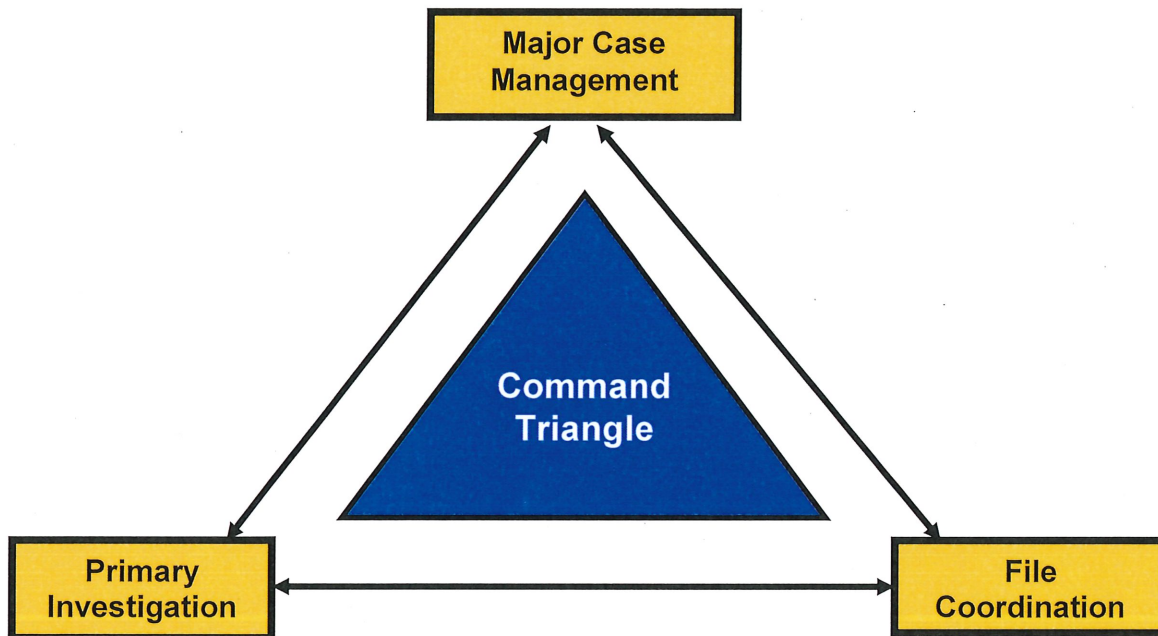 Major Case
Management
Command
Triangle
Primary
Investigation
File
Coordination